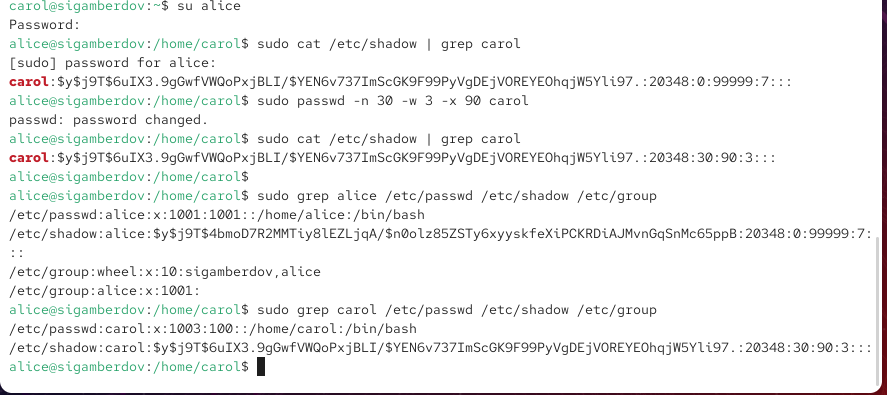 carol@sigamberdov:~$ su alice
Password:
alice@sigamberdov:/home/carol$ sudo cat /etc/shadow | grep carol
[sudo] password for alice:
carol:$y$j9T$6uIX3.9gGwfVWQoPxjBLI/$YEN6v737ImScGK9F99PyVgDEjVOREYEOhqjW5Yli97.:20348:0:99999:7:::
alice@sigamberdov:/home/carol$ sudo passwd -n 30 -w 3 -x 90 carol
passwd: password changed.
alice@sigamberdov:/home/carol$ sudo cat /etc/shadow | grep carol
carol:$y$j9T$6uIX3.9gGwfVWQoPxjBLI/$YEN6v737ImScGK9F99PyVgDEjVOREYEOhqjW5Yli97.:20348:30:90:3:::
alice@sigamberdov:/home/carol$
alice@sigamberdov:/home/carol$ sudo grep alice /etc/passwd /etc/shadow /etc/group
/etc/passwd:alice:x:1001:1001::/home/alice:/bin/bash
/etc/shadow:alice:$y$j9T$4bmoD7R2MMTiy8lEZLjqA/$n0olz85ZSTy6xyyskfeXiPCKRDiAJMvnGqSnMc65ppB:20348:0:99999:7:
::
/etc/group:wheel:x:10:sigamberdov,alice
/etc/group:alice:x:1001:
alice@sigamberdov:/home/carol$ sudo grep carol /etc/passwd /etc/shadow /etc/group
/etc/passwd:carol:x:1003:100::/home/carol:/bin/bash
/etc/shadow:carol:$y$j9T$6uIX3.9gGwfVWQoPxjBLI/$YEN6v737ImScGK9F99PyVgDEjVOREYEOhqjW5Yli97.:20348:30:90:3:::
alice@sigamberdov:/home/carol$